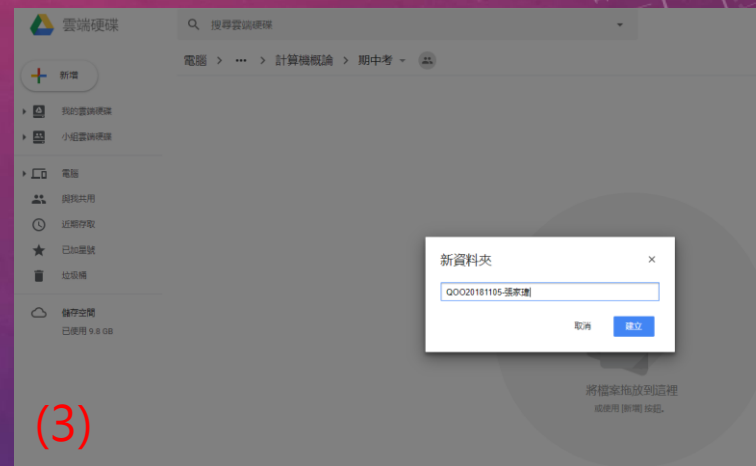 雲端硬碟
搜尋雲端硬碟
電腦 > ··· > 計算機概論 > 期中考
新增
我的雲端硬碟
小組雲端硬碟
電腦
與我共用
近期存取
已加星號
垃圾桶
儲存空間
已使用 9.8 GB
新資料夾 ×
QOO20181105-張家瑋
取消 建立
將檔案拖放到這裡
或使用 [新增] 按鈕。
(3)